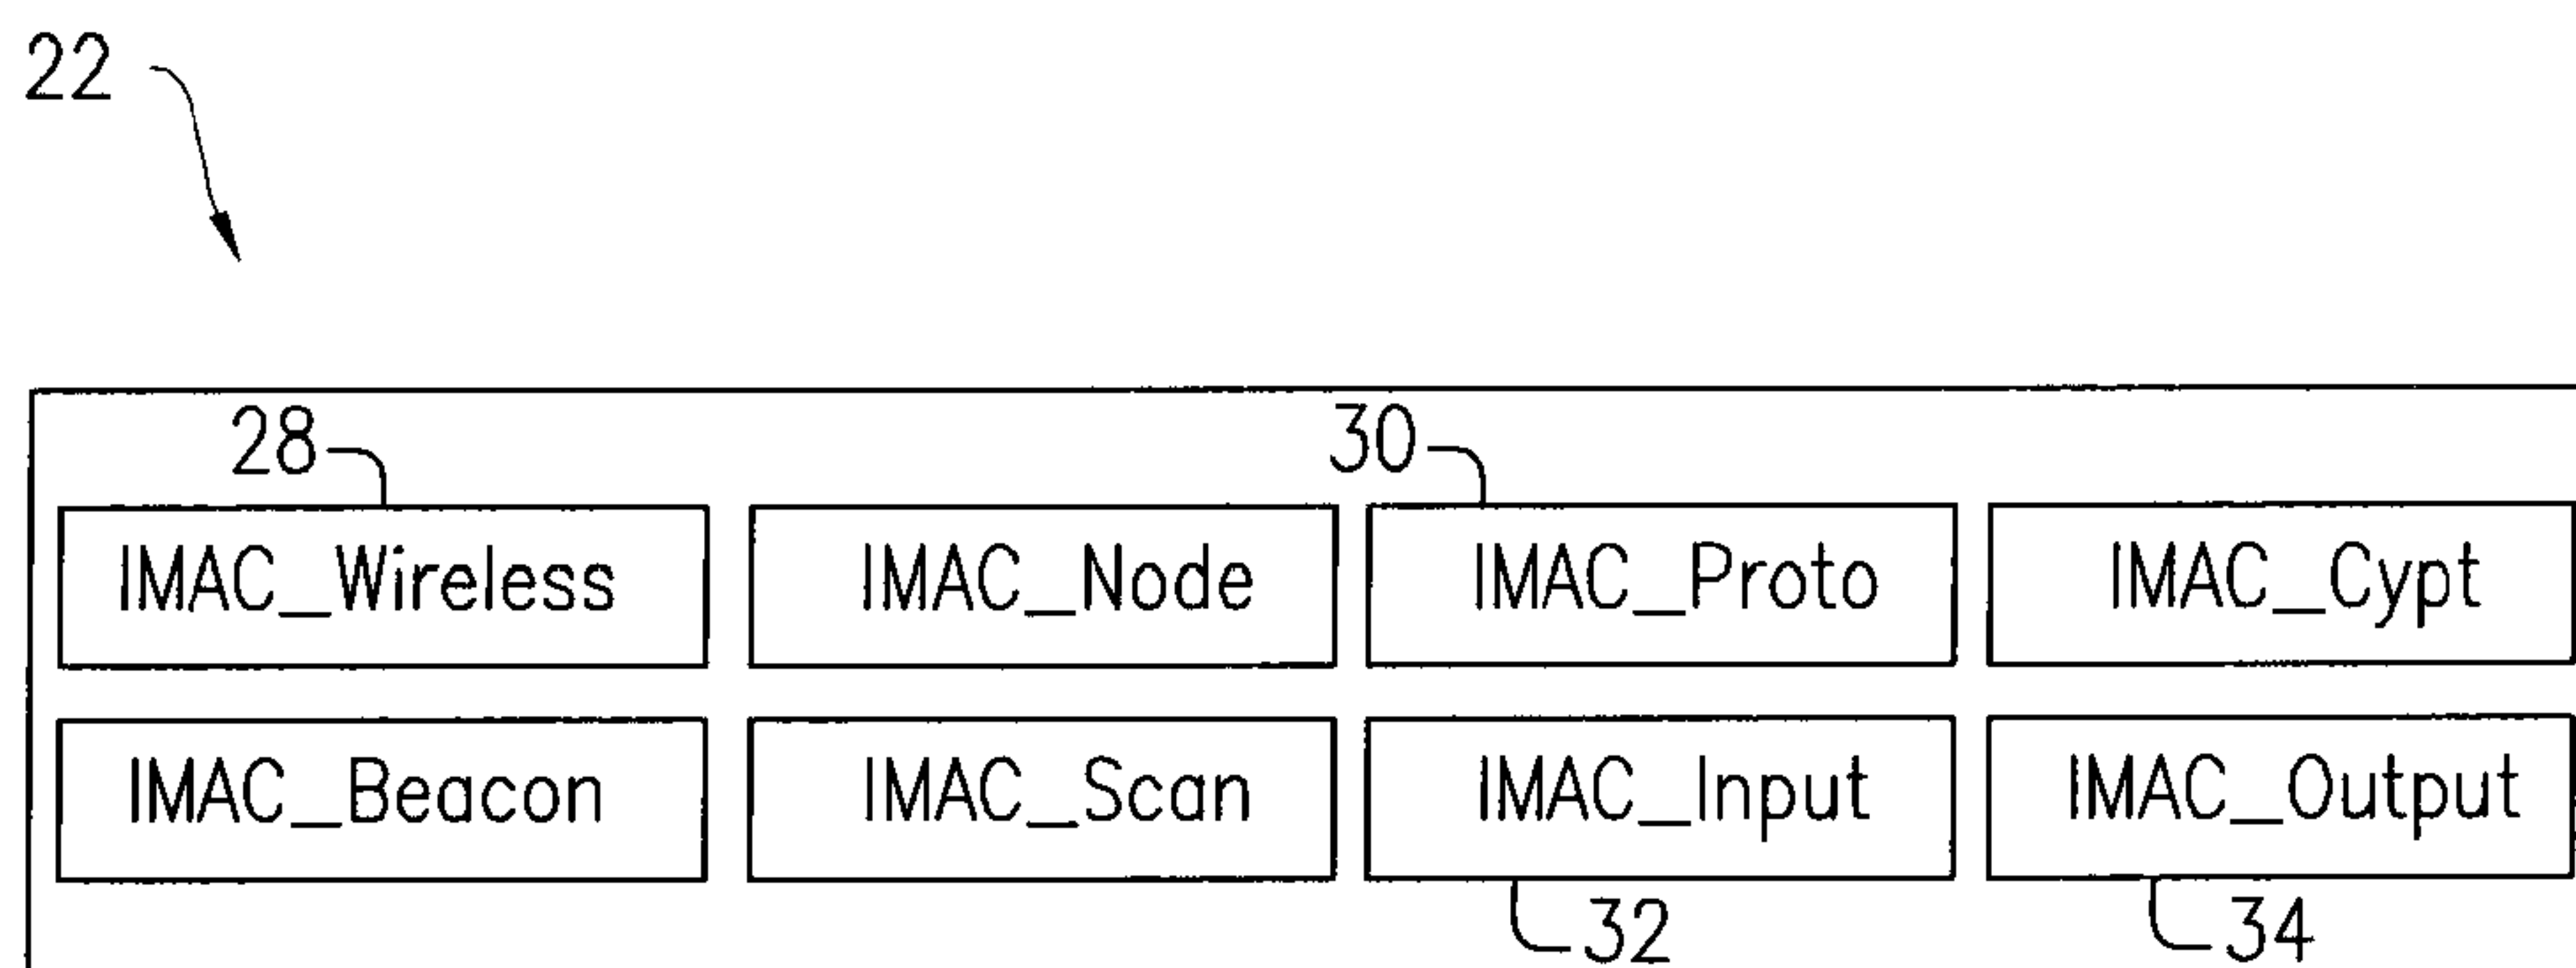 22
28
30
IMAC_Wireless
IMAC_Node
IMAC_Proto
IMAC_Cypt
IMAC_Beacon
IMAC_Scan
IMAC_Input
IMAC_Output
32
34